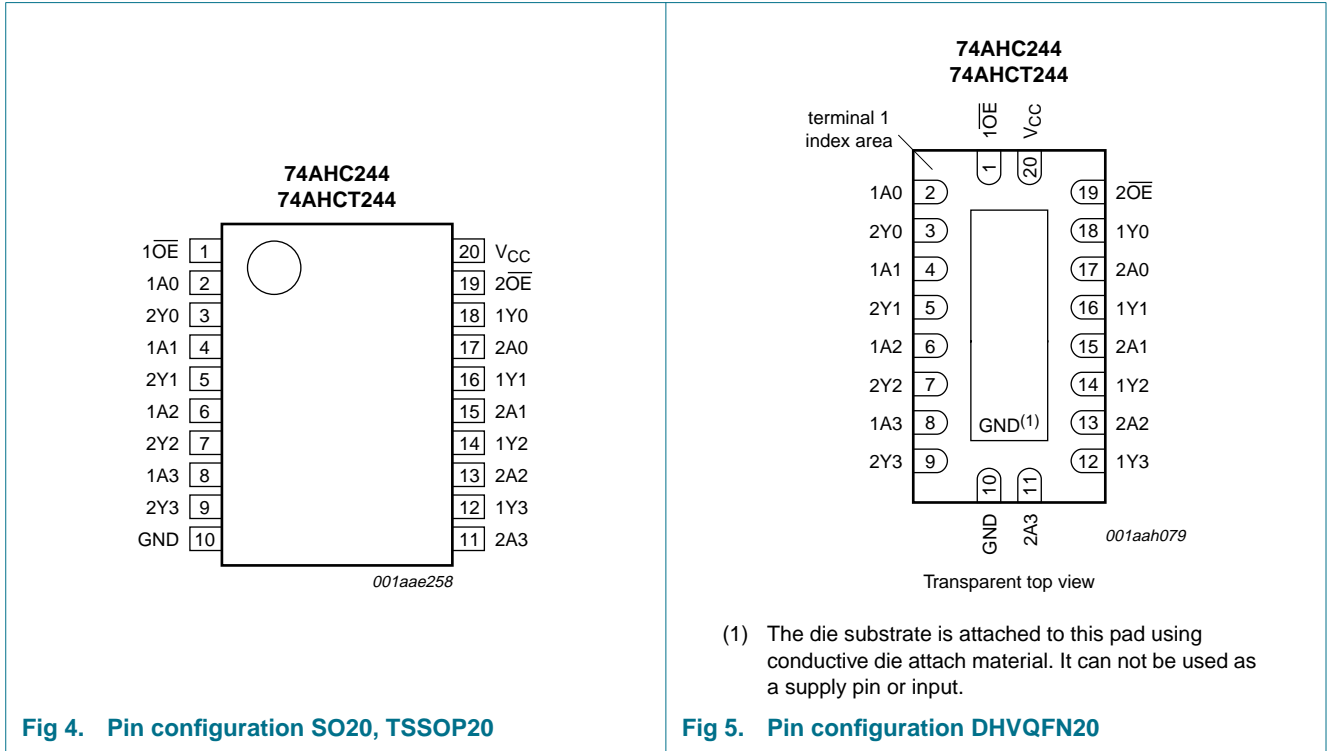 74AHC244
74AHCT244
1OE 1
1A0 2
2Y0 3
1A1 4
2Y1 5
1A2 6
2Y2 7
1A3 8
2Y3 9
GND 10
20 VCC
19 2OE
18 1Y0
17 2A0
16 1Y1
15 2A1
14 1Y2
13 2A2
12 1Y3
11 2A3
001aae258
Fig 4. Pin configuration SO20, TSSOP20
74AHC244
74AHCT244
terminal 1
index area
1OE
VCC
1
20
1A0 2
2Y0 3
1A1 4
2Y1 5
1A2 6
2Y2 7
1A3 8
2Y3 9
19 2OE
18 1Y0
17 2A0
16 1Y1
15 2A1
14 1Y2
13 2A2
12 1Y3
GND(1)
10
11
GND
2A3
001aah079
Transparent top view
(1) The die substrate is attached to this pad using
conductive die attach material. It can not be used as
a supply pin or input.
Fig 5. Pin configuration DHVQFN20